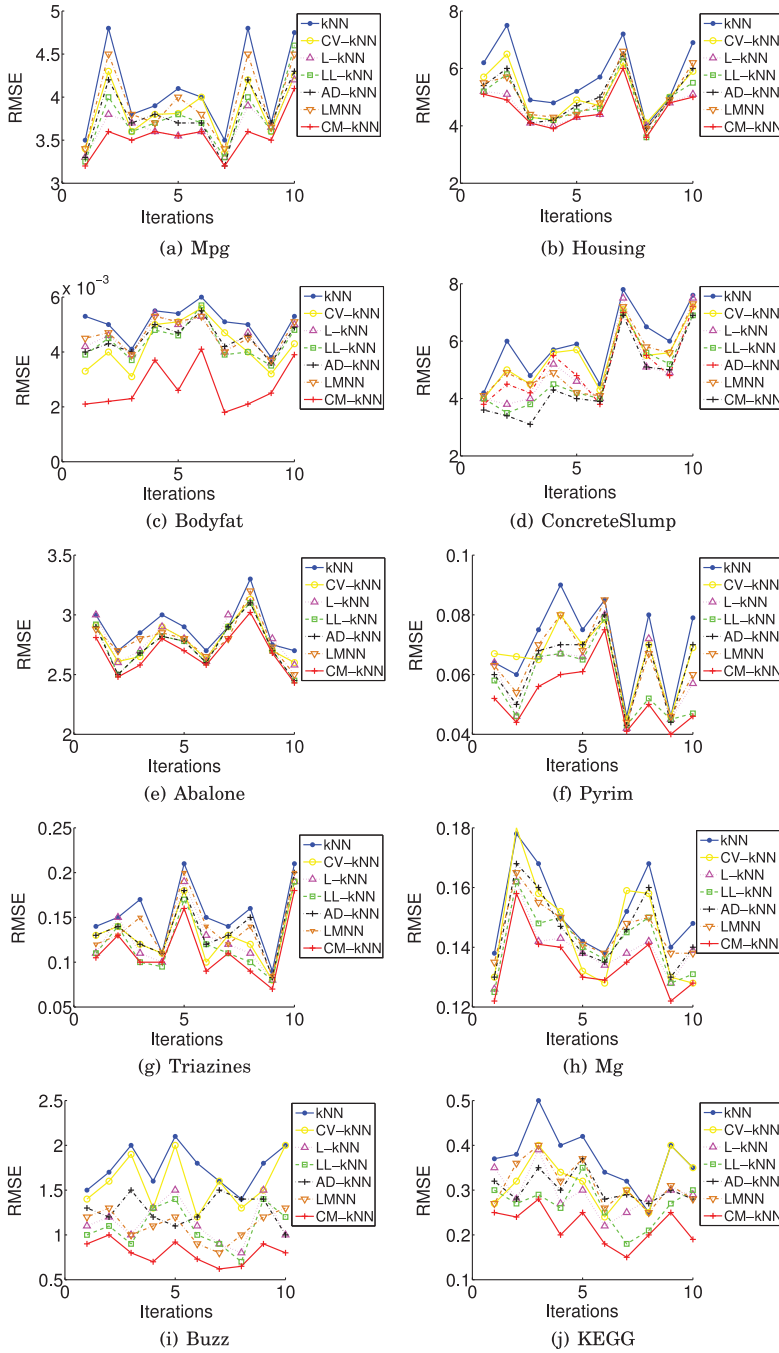 5
4.5
4
3.5
3
0
5
10
RMSE
Iterations
kNN
CV–kNN
L–kNN
LL–kNN
AD–kNN
LMNN
CM–kNN
(a) Mpg
8
6
4
2
0
5
10
RMSE
Iterations
kNN
CV–kNN
L–kNN
LL–kNN
AD–kNN
LMNN
CM–kNN
(b) Housing
x 10⁻³
6
4
2
0
0
5
10
RMSE
Iterations
kNN
CV–kNN
L–kNN
LL–kNN
AD–kNN
LMNN
CM–kNN
(c) Bodyfat
8
6
4
2
0
5
10
RMSE
Iterations
kNN
CV–kNN
L–kNN
LL–kNN
AD–kNN
LMNN
CM–kNN
(d) ConcreteSlump
3.5
3
2.5
2
0
5
10
RMSE
Iterations
kNN
CV–kNN
L–kNN
LL–kNN
AD–kNN
LMNN
CM–kNN
(e) Abalone
0.1
0.08
0.06
0.04
0
5
10
RMSE
Iterations
kNN
CV–kNN
L–kNN
LL–kNN
AD–kNN
LMNN
CM–kNN
(f) Pyrim
0.25
0.2
0.15
0.1
0.05
0
5
10
RMSE
Iterations
kNN
CV–kNN
L–kNN
LL–kNN
AD–kNN
LMNN
CM–kNN
(g) Triazines
0.18
0.16
0.14
0.12
0
5
10
RMSE
Iterations
kNN
CV–kNN
L–kNN
LL–kNN
AD–kNN
LMNN
CM–kNN
(h) Mg
2.5
2
1.5
1
0.5
0
5
10
RMSE
Iterations
kNN
CV–kNN
L–kNN
LL–kNN
AD–kNN
LMNN
CM–kNN
(i) Buzz
0.5
0.4
0.3
0.2
0.1
0
5
10
RMSE
Iterations
kNN
CV–kNN
L–kNN
LL–kNN
AD–kNN
LMNN
CM–kNN
(j) KEGG